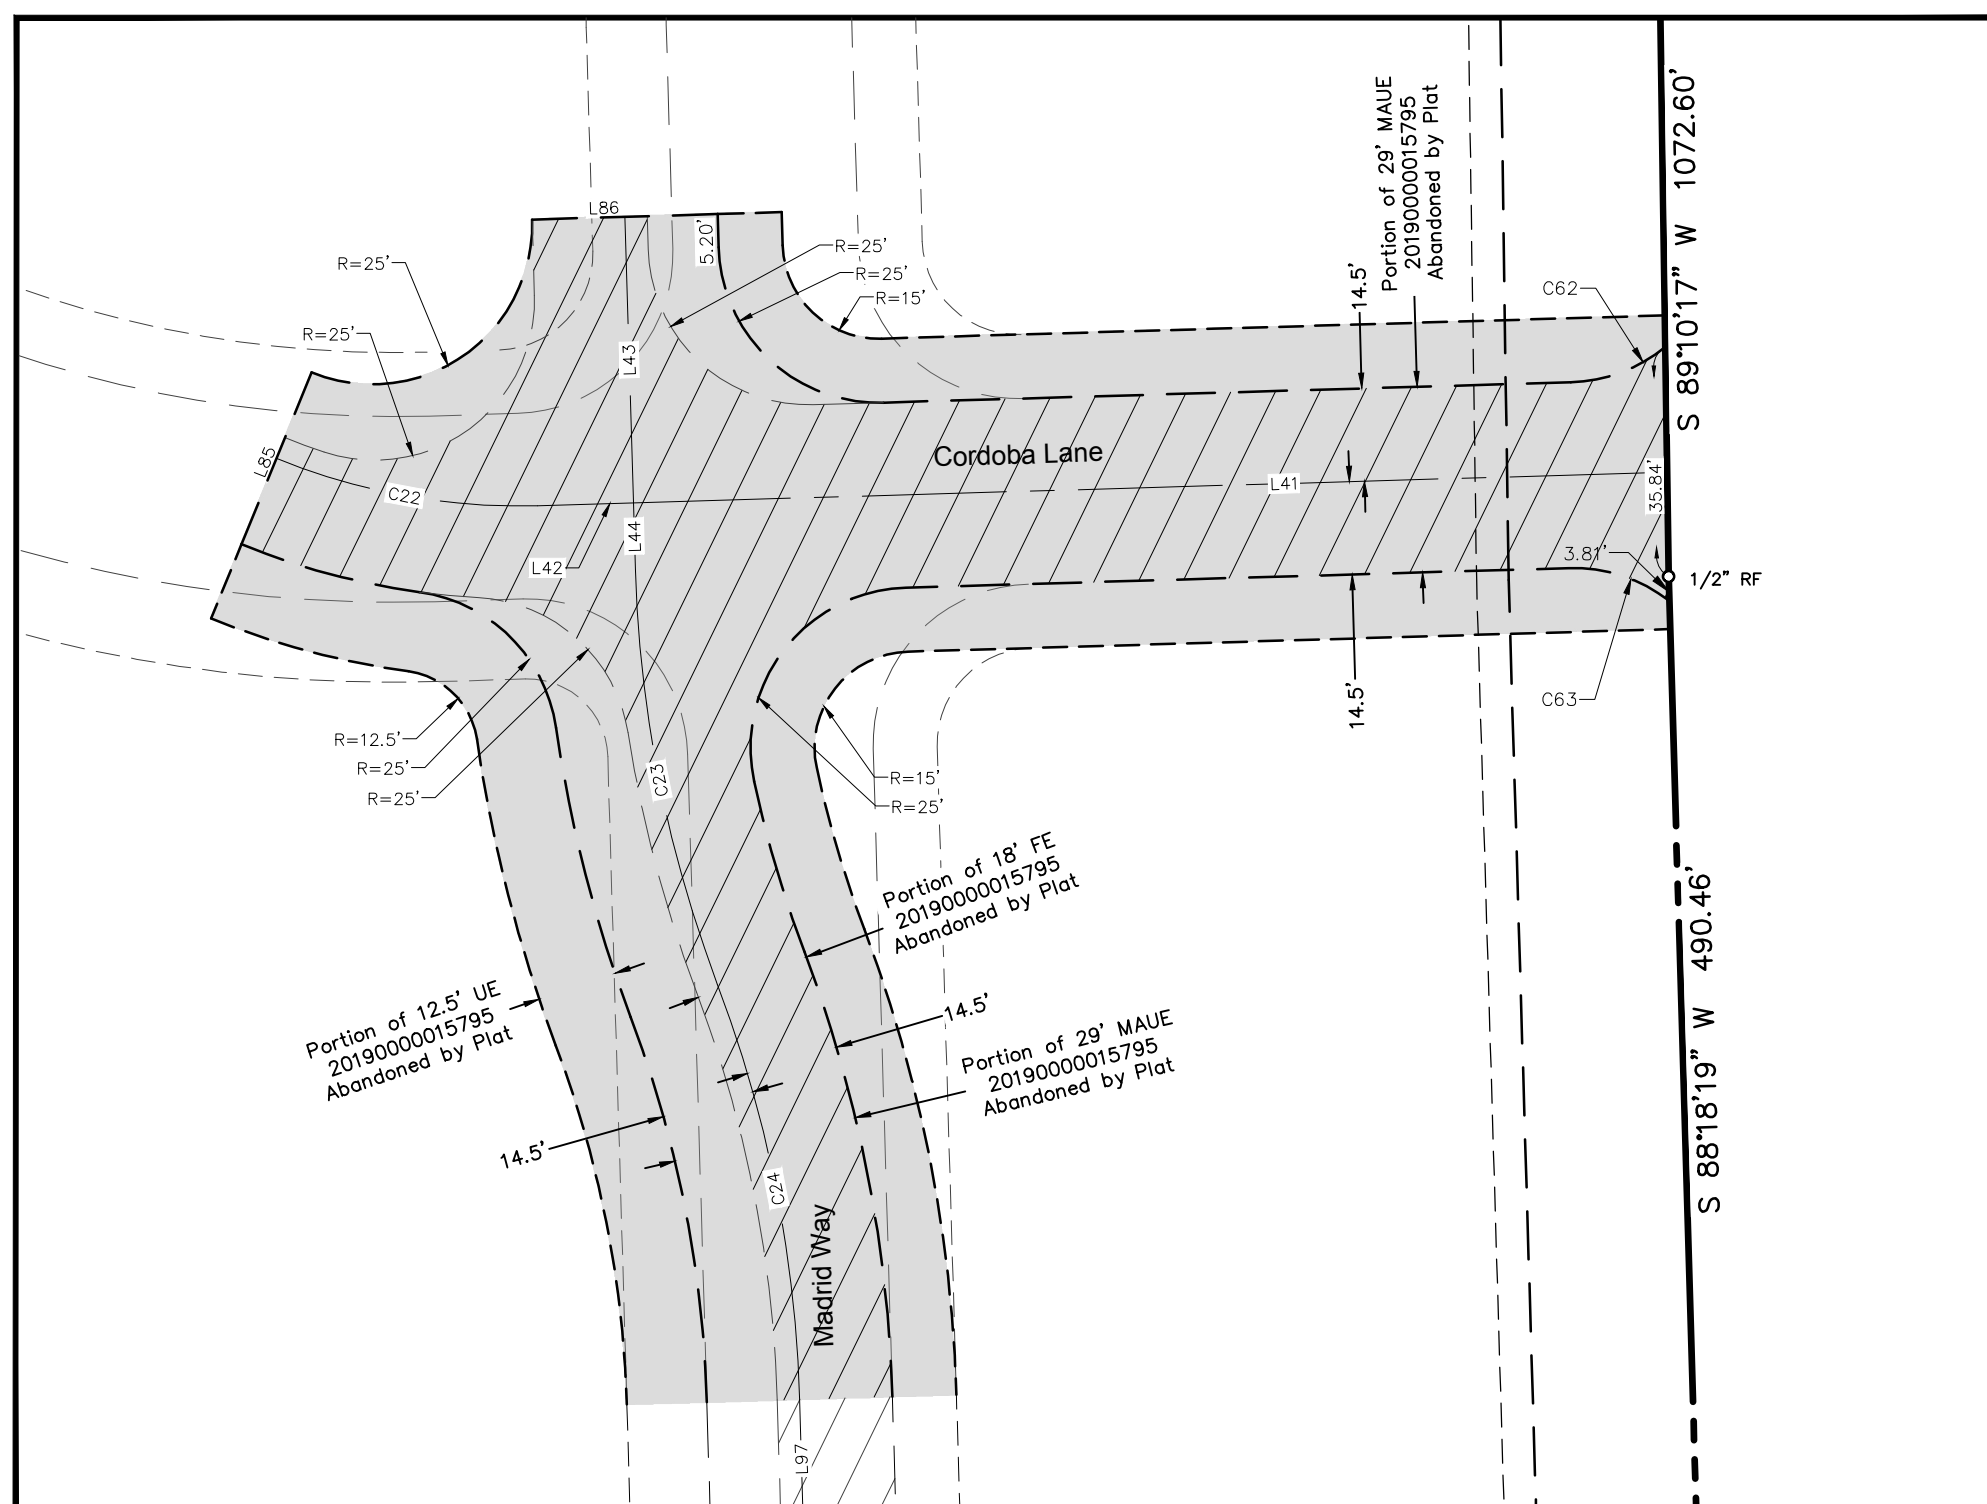 L86
5.20'
R=25'
R=25'
R=25'
R=15'
R=25'
L43
L85
C22
L44
L42
Cordoba Lane
L41
14.5'
Portion of 29' MAUE
20190000015795
Abandoned by Plat
C62
S 89°10'17" W 1072.60'
35.84'
3.81'
1/2" RF
C63
14.5'
R=12.5'
R=25'
R=25'
C23
R=15'
R=25'
Portion of 18' FE
20190000015795
Abandoned by Plat
S 88°18'19" W 490.46'
Portion of 12.5' UE
20190000015795
Abandoned by Plat
14.5'
Portion of 29' MAUE
20190000015795
Abandoned by Plat
14.5'
C24
Madrid Way
L97